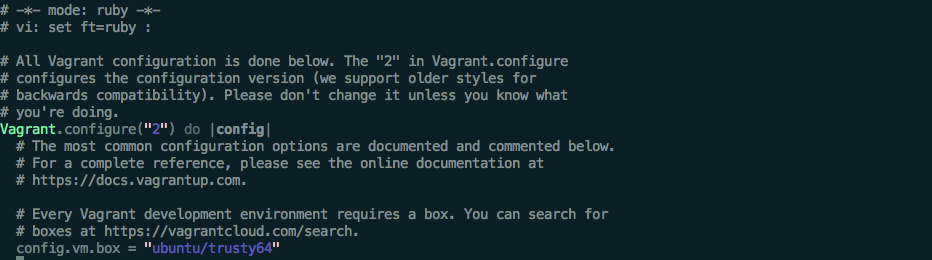 # -*- mode: ruby -*-
# vi: set ft=ruby :

# All Vagrant configuration is done below. The "2" in Vagrant.configure
# configures the configuration version (we support older styles for
# backwards compatibility). Please don't change it unless you know what
# you're doing.
Vagrant.configure("2") do |config|
  # The most common configuration options are documented and commented below.
  # For a complete reference, please see the online documentation at
  # https://docs.vagrantup.com.

  # Every Vagrant development environment requires a box. You can search for
  # boxes at https://vagrantcloud.com/search.
  config.vm.box = "ubuntu/trusty64"